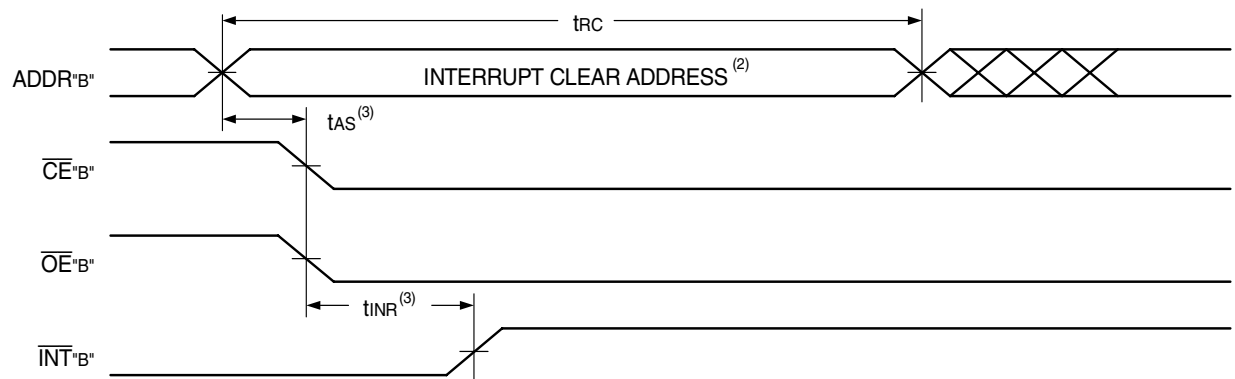 tRC
ADDR"B"
INTERRUPT CLEAR ADDRESS (2)
tAS(3)
CE"B"
OE"B"
tINR(3)
INT"B"